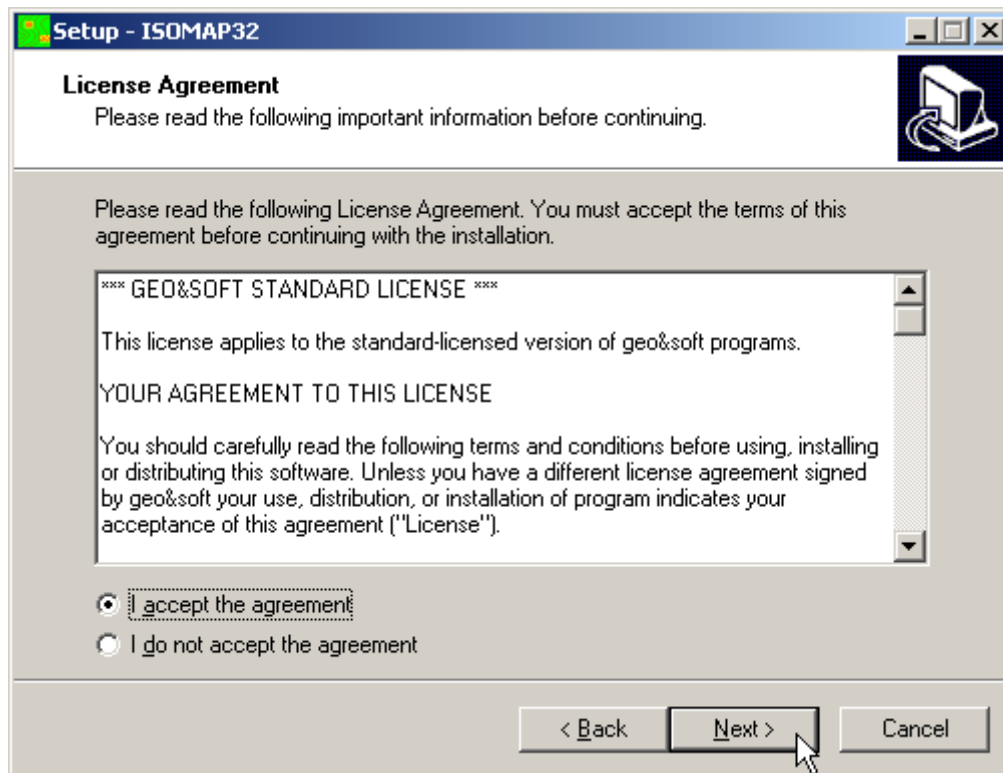 Setup - ISOMAP32
License Agreement
Please read the following important information before continuing.
Please read the following License Agreement. You must accept the terms of this
agreement before continuing with the installation.
*** GEO&SOFT STANDARD LICENSE ***
This license applies to the standard-licensed version of geo&soft programs.
YOUR AGREEMENT TO THIS LICENSE
You should carefully read the following terms and conditions before using, installing
or distributing this software. Unless you have a different license agreement signed
by geo&soft your use, distribution, or installation of program indicates your
acceptance of this agreement ("License").
I accept the agreement
I do not accept the agreement
< Back Next > Cancel